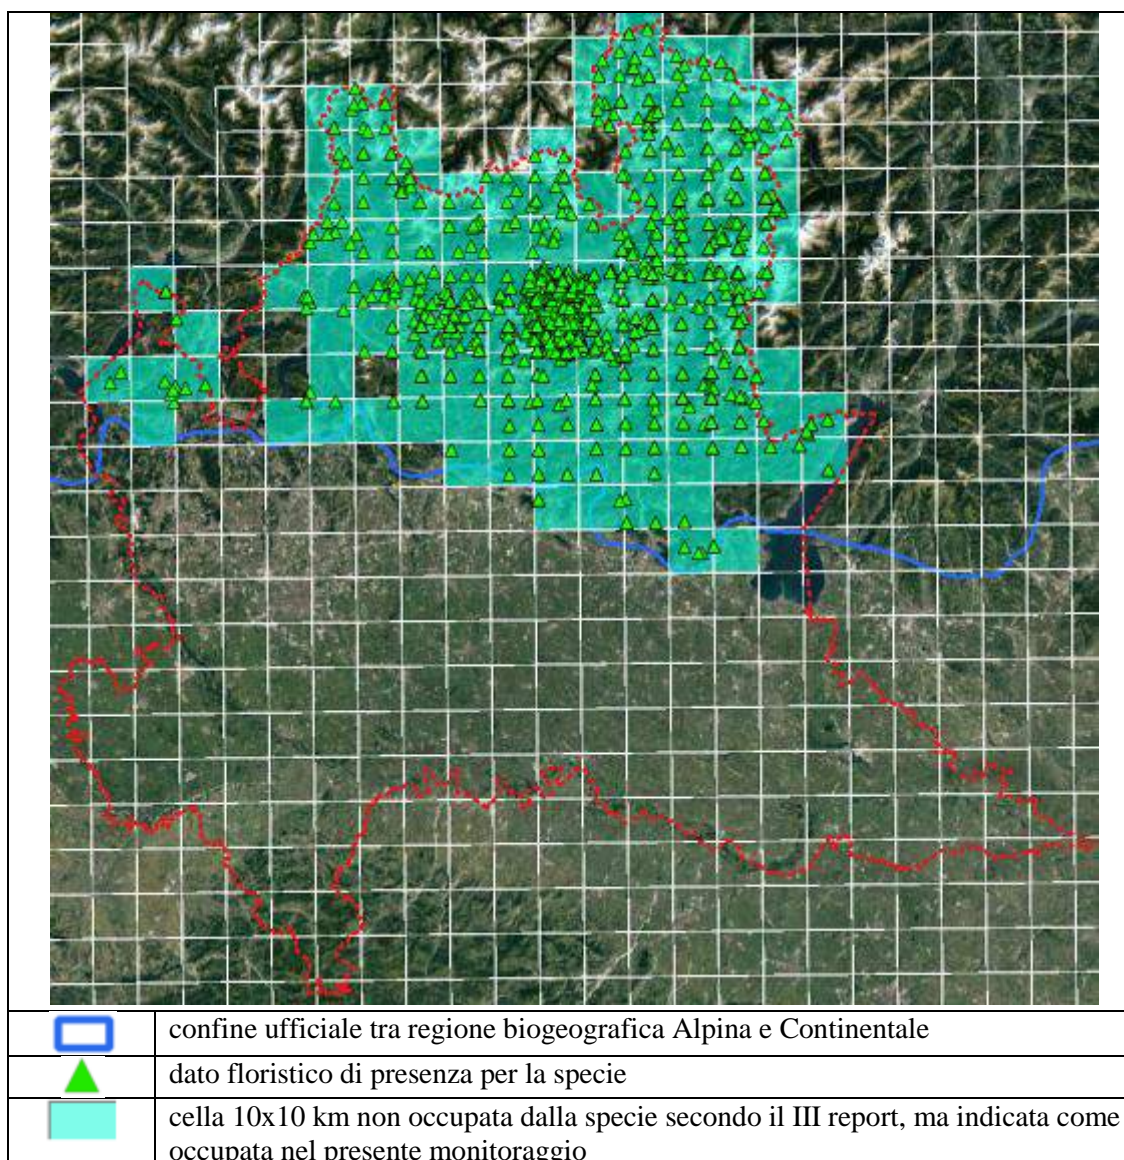 confine ufficiale tra regione biogeografica Alpina e Continentale
dato floristico di presenza per la specie
cella 10x10 km non occupata dalla specie secondo il III report, ma indicata come
occupata nel presente monitoraggio